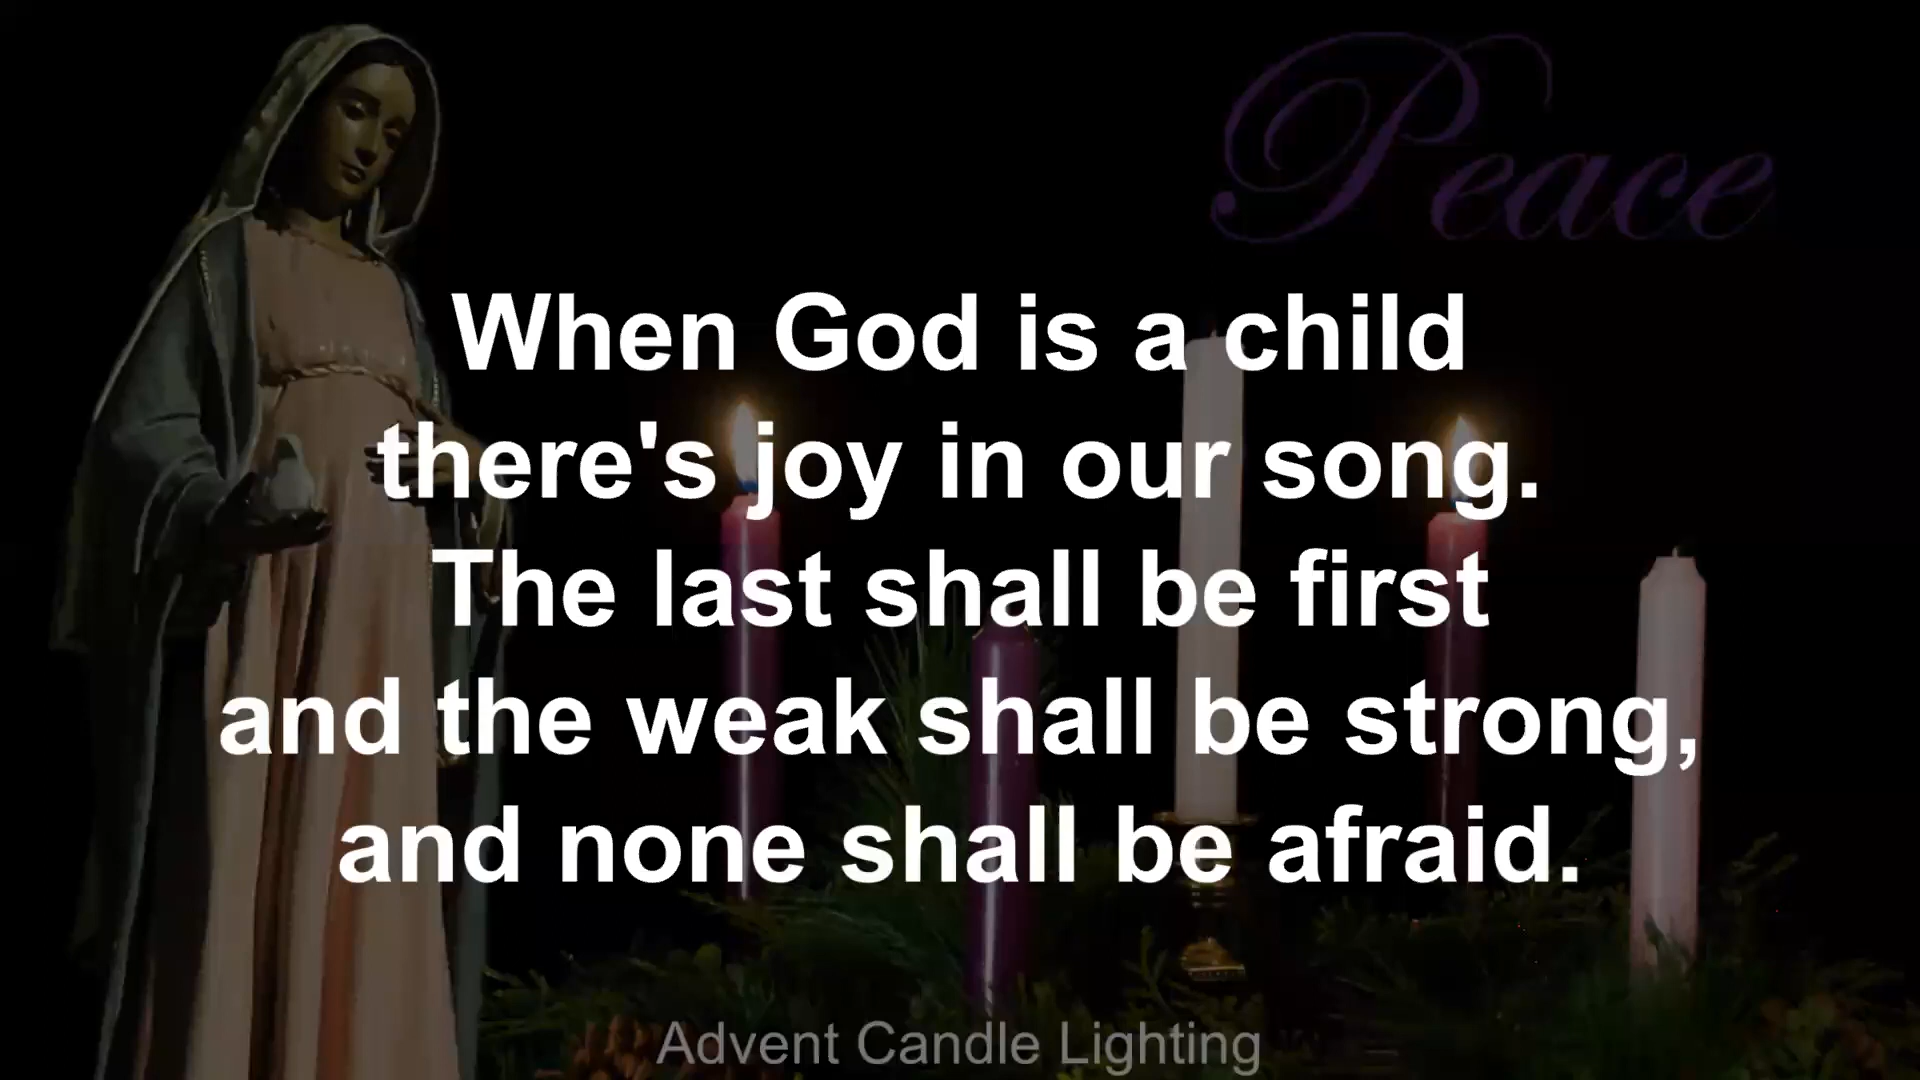 Peace
When God is a child
there's joy in our song.
The last shall be first
and the weak shall be strong,
and none shall be afraid.
Advent Candle Lighting